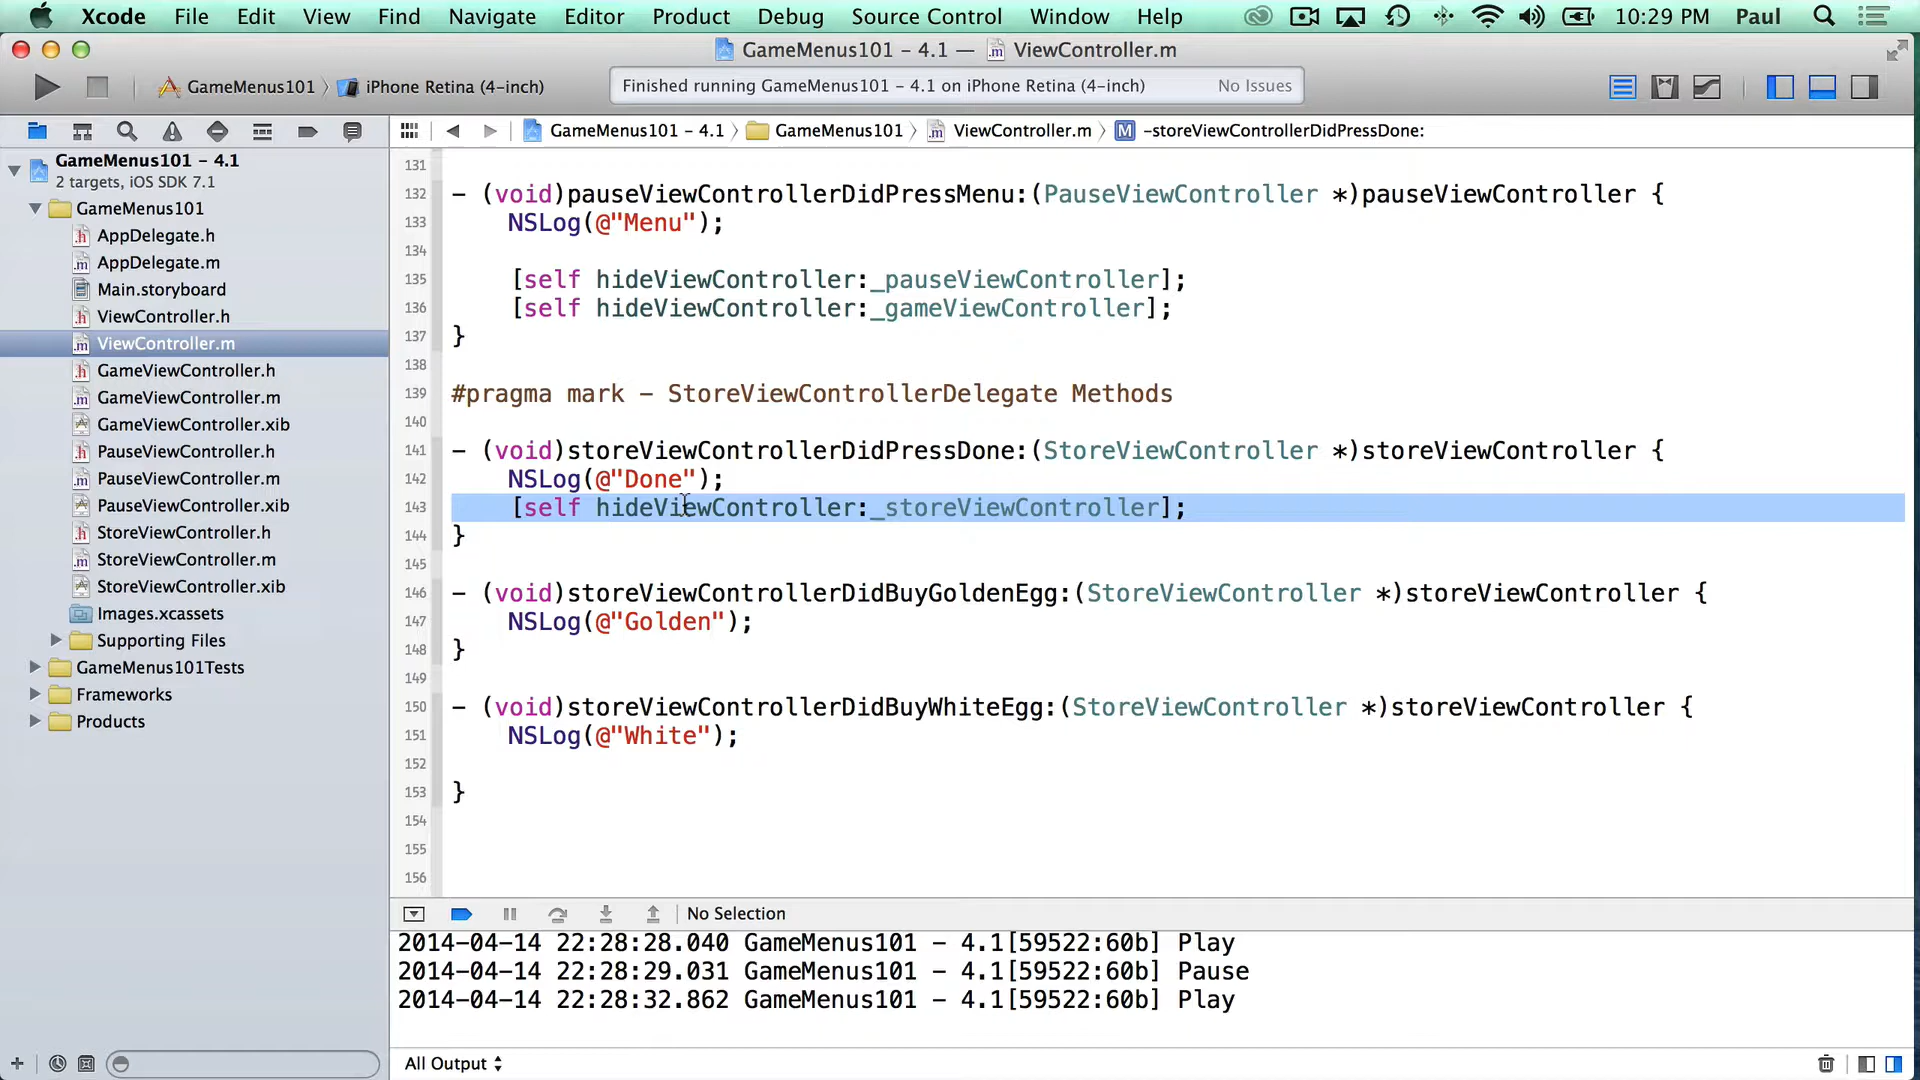 Xcode File Edit View Find Navigate Editor Product Debug Source Control Window Help 10:29 PM Paul
GameMenus101 – 4.1 — ViewController.m
GameMenus101 iPhone Retina (4-inch) Finished running GameMenus101 – 4.1 on iPhone Retina (4-inch) No Issues
GameMenus101 – 4.1 GameMenus101 ViewController.m M -storeViewControllerDidPressDone:
GameMenus101 – 4.1
2 targets, iOS SDK 7.1
GameMenus101
AppDelegate.h
AppDelegate.m
Main.storyboard
ViewController.h
ViewController.m
GameViewController.h
GameViewController.m
GameViewController.xib
PauseViewController.h
PauseViewController.m
PauseViewController.xib
StoreViewController.h
StoreViewController.m
StoreViewController.xib
Images.xcassets
Supporting Files
GameMenus101Tests
Frameworks
Products
131
132 – (void)pauseViewControllerDidPressMenu:(PauseViewController *)pauseViewController {
133 NSLog(@"Menu");
134
135 [self hideViewController:_pauseViewController];
136 [self hideViewController:_gameViewController];
137 }
138
139 #pragma mark – StoreViewControllerDelegate Methods
140
141 – (void)storeViewControllerDidPressDone:(StoreViewController *)storeViewController {
142 NSLog(@"Done");
143 [self hideViewController:_storeViewController];
144 }
145
146 – (void)storeViewControllerDidBuyGoldenEgg:(StoreViewController *)storeViewController {
147 NSLog(@"Golden");
148 }
149
150 – (void)storeViewControllerDidBuyWhiteEgg:(StoreViewController *)storeViewController {
151 NSLog(@"White");
152
153 }
154
155
156
No Selection
2014-04-14 22:28:28.040 GameMenus101 – 4.1[59522:60b] Play
2014-04-14 22:28:29.031 GameMenus101 – 4.1[59522:60b] Pause
2014-04-14 22:28:32.862 GameMenus101 – 4.1[59522:60b] Play
All Output